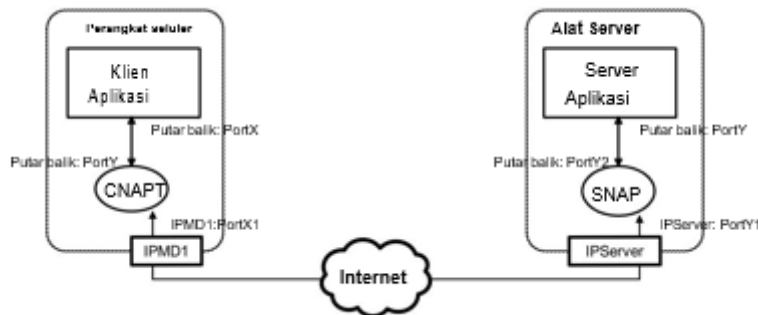 Perangkat seluler
Klien
Aplikasi
Putar balik: PortX
Putar balik: PortY
CNAPT
IPMD1:PortX1
IPMD1
Internet
Alat Server
Server
Aplikasi
Putar balik: PortY
Putar balik: PortY2
SNAP
IPServer: PortY1
IPServer